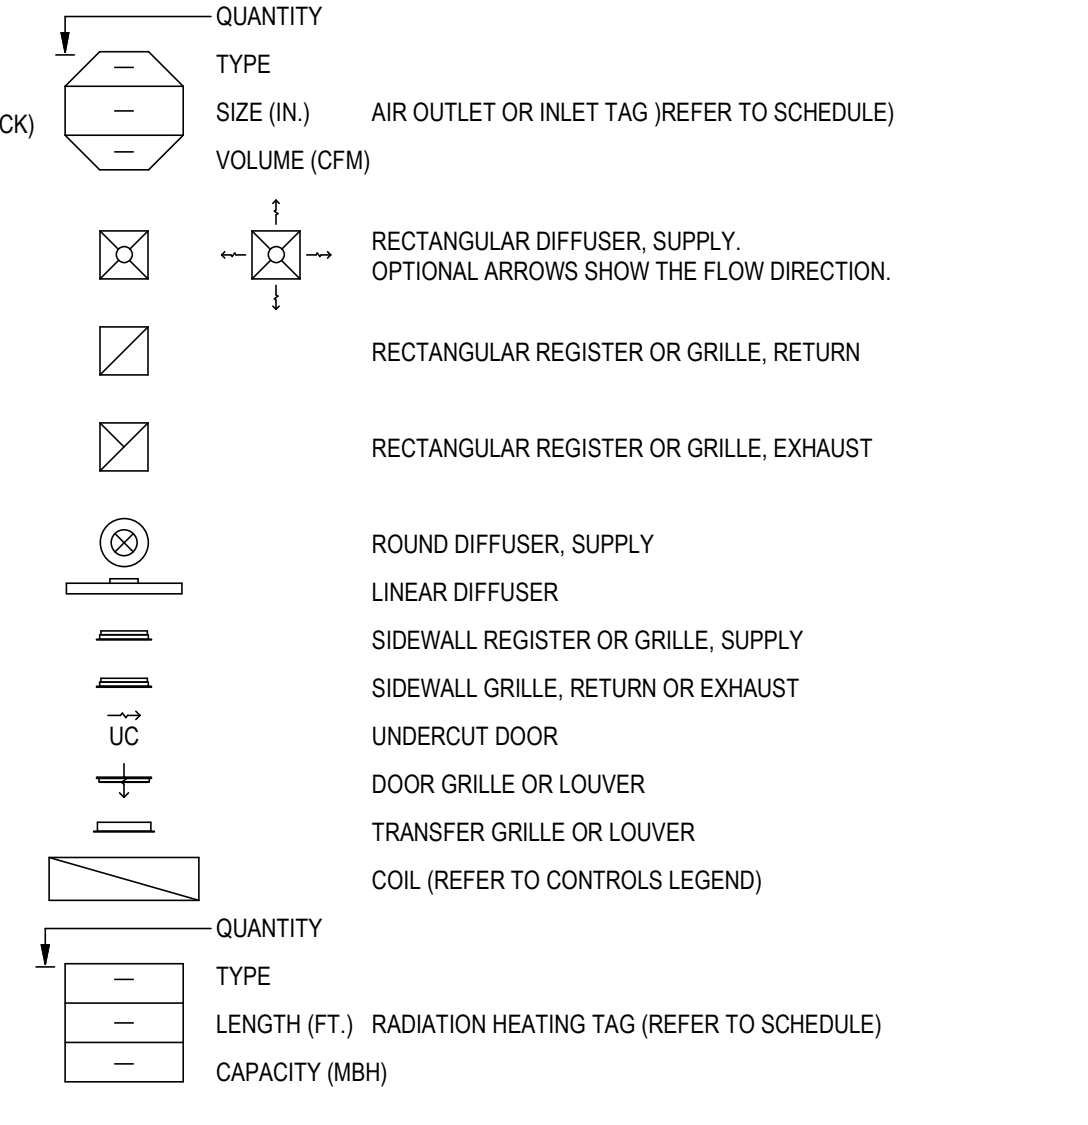 QUANTITY
TYPE
CK)
SIZE (IN.) AIR OUTLET OR INLET TAG )REFER TO SCHEDULE)
VOLUME (CFM)
RECTANGULAR DIFFUSER, SUPPLY.
OPTIONAL ARROWS SHOW THE FLOW DIRECTION.
RECTANGULAR REGISTER OR GRILLE, RETURN
RECTANGULAR REGISTER OR GRILLE, EXHAUST
ROUND DIFFUSER, SUPPLY
LINEAR DIFFUSER
SIDEWALL REGISTER OR GRILLE, SUPPLY
SIDEWALL GRILLE, RETURN OR EXHAUST
UC UNDERCUT DOOR
DOOR GRILLE OR LOUVER
TRANSFER GRILLE OR LOUVER
COIL (REFER TO CONTROLS LEGEND)
QUANTITY
TYPE
LENGTH (FT.) RADIATION HEATING TAG (REFER TO SCHEDULE)
CAPACITY (MBH)